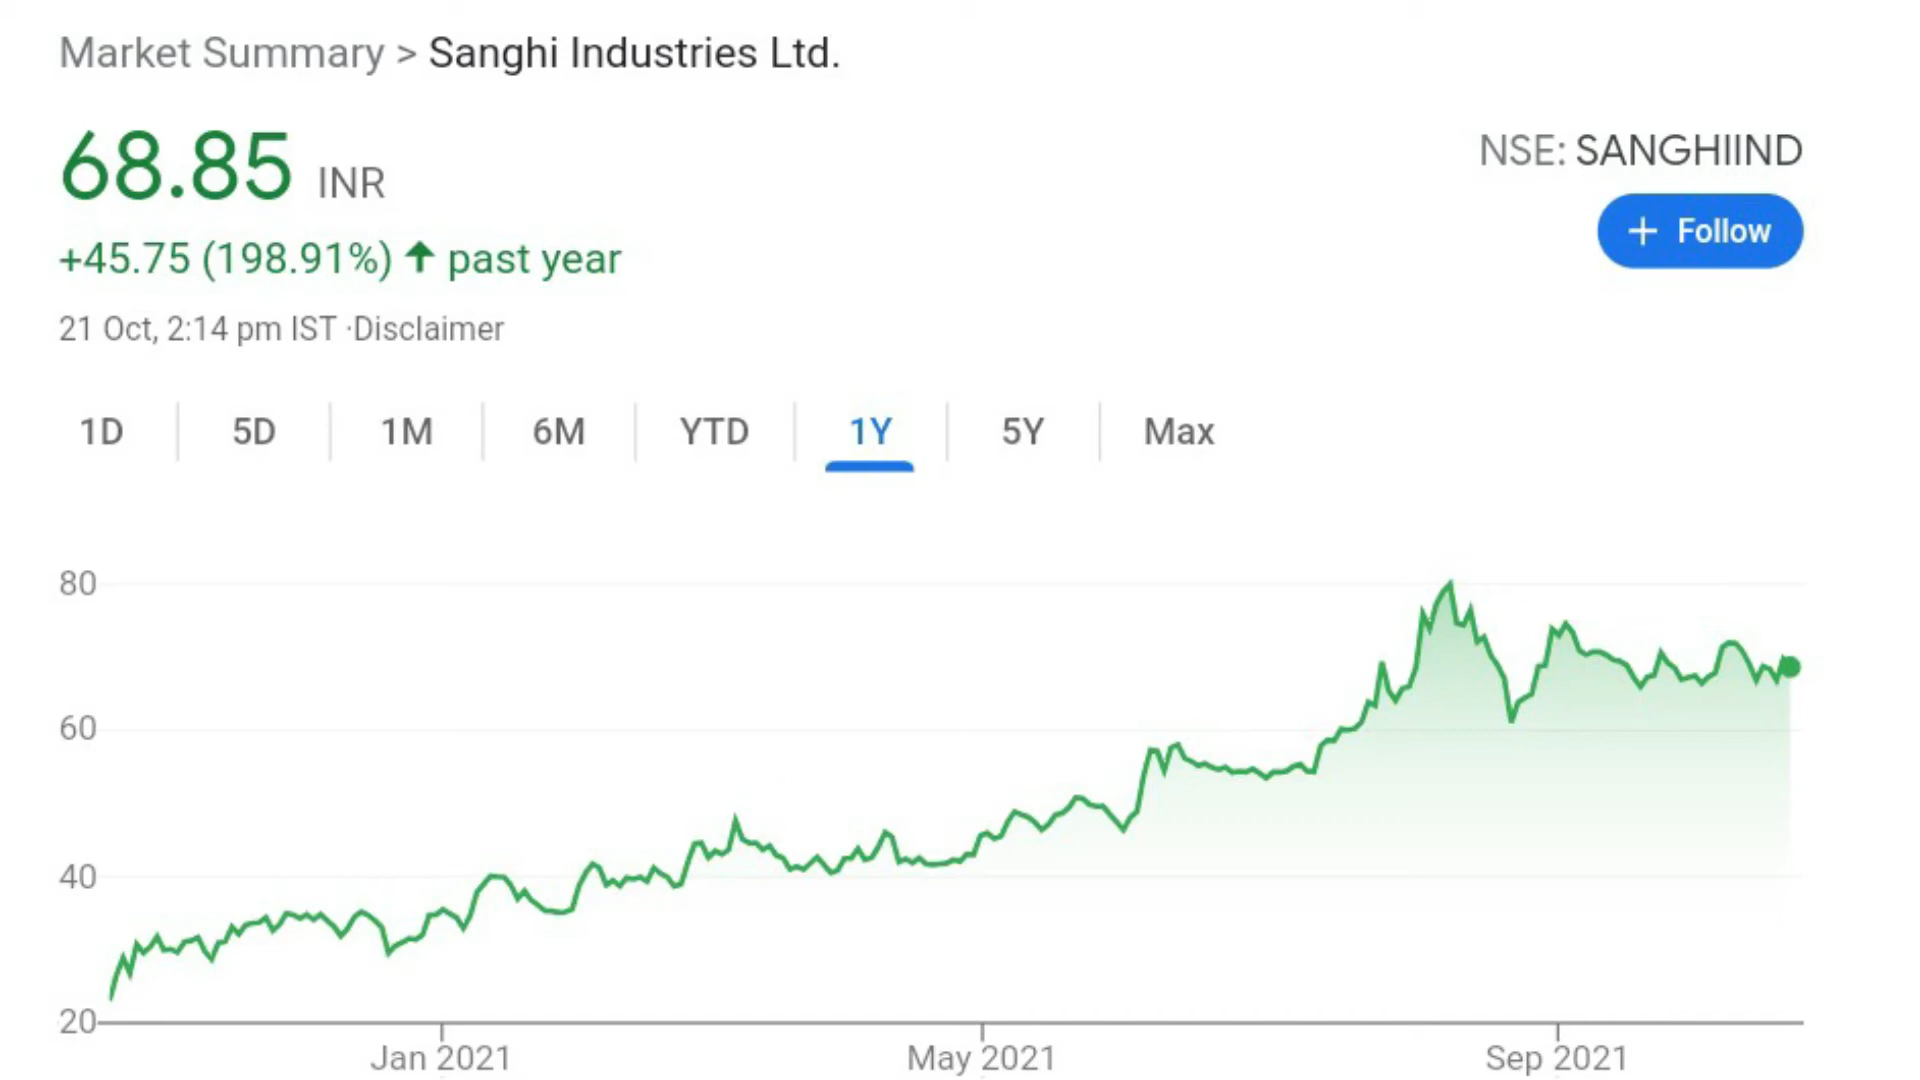 Market Summary > Sanghi Industries Ltd.
68.85 INR
NSE: SANGHIIND
+ Follow
+45.75 (198.91%) ↑ past year
21 Oct, 2:14 pm IST ·Disclaimer
1D 5D 1M 6M YTD 1Y 5Y Max
80
60
40
20
Jan 2021 May 2021 Sep 2021